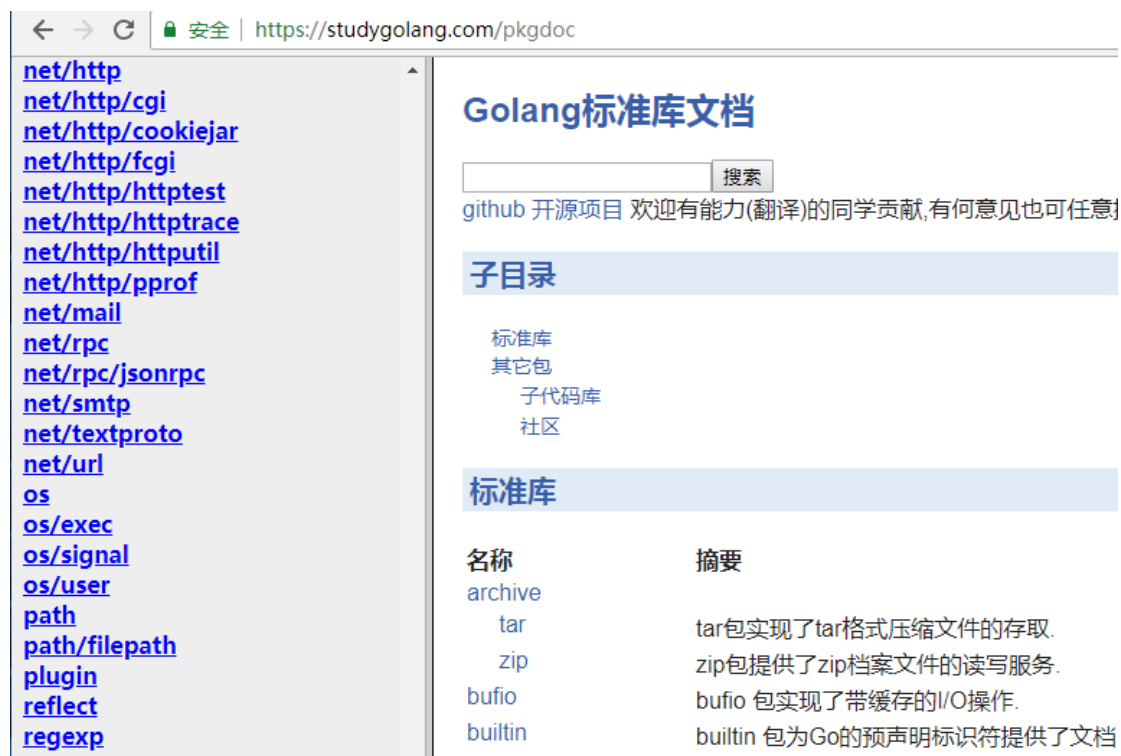 安全 | https://studygolang.com/pkgdoc
net/http
net/http/cgi
net/http/cookiejar
net/http/fcgi
net/http/httptest
net/http/httptrace
net/http/httputil
net/http/pprof
net/mail
net/rpc
net/rpc/jsonrpc
net/smtp
net/textproto
net/url
os
os/exec
os/signal
os/user
path
path/filepath
plugin
reflect
regexp
Golang标准库文档
搜索
github 开源项目 欢迎有能力(翻译)的同学贡献,有何意见也可任意
子目录
标准库
其它包
子代码库
社区
标准库
名称 摘要
archive
tar tar包实现了tar格式压缩文件的存取.
zip zip包提供了zip档案文件的读写服务.
bufio bufio 包实现了带缓存的I/O操作.
builtin builtin 包为Go的预声明标识符提供了文档